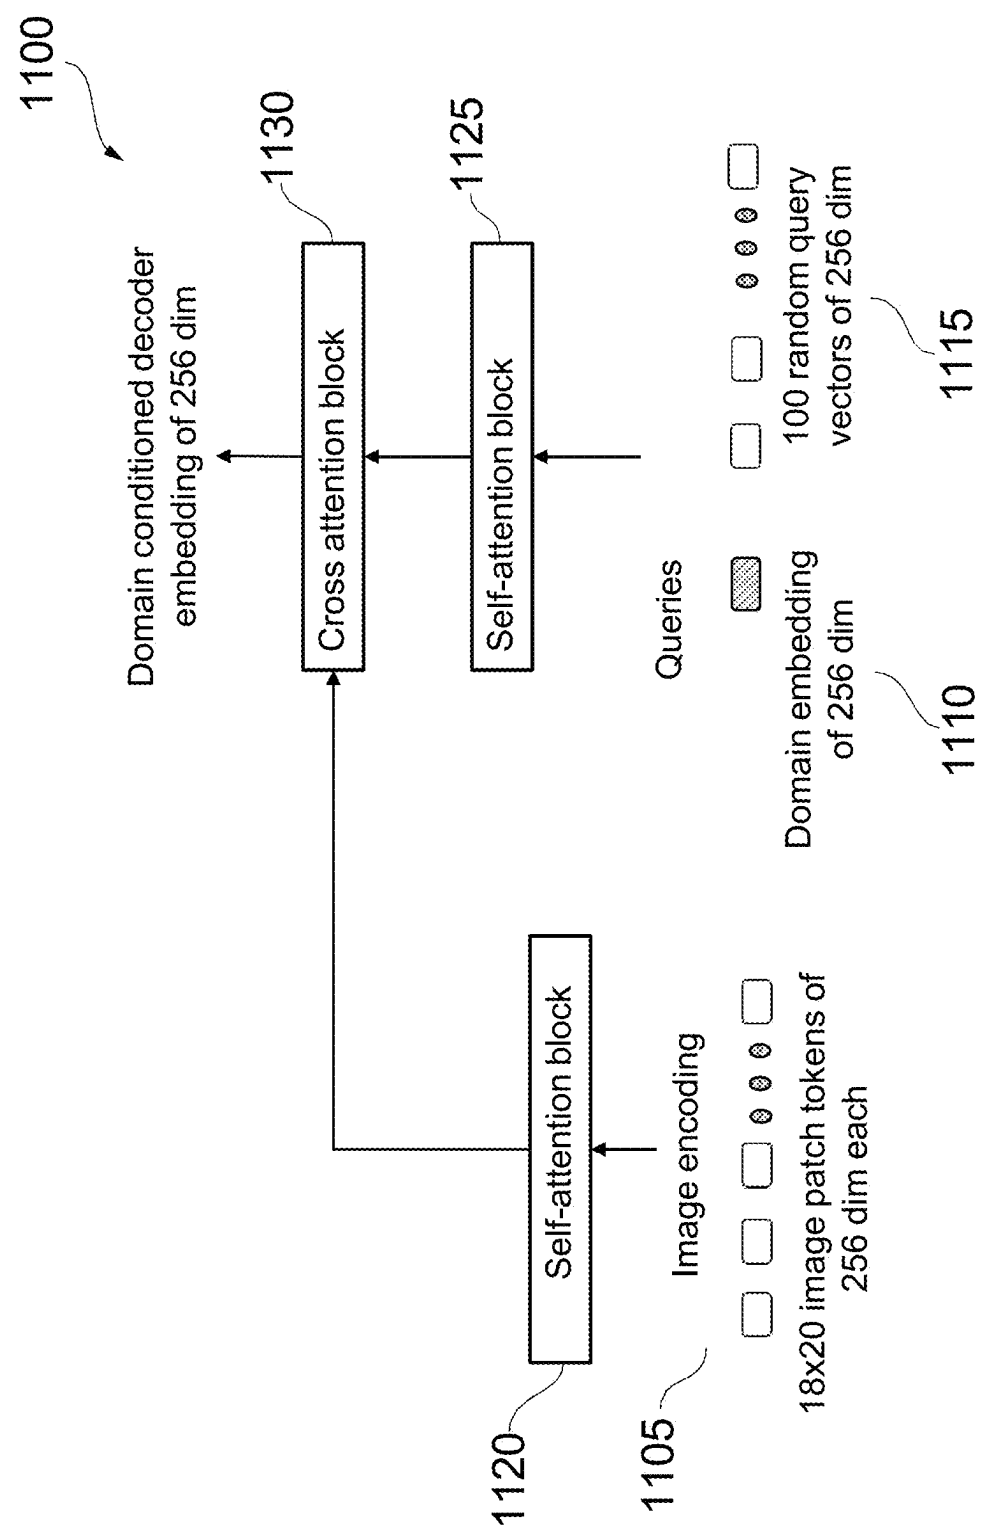 1100
Domain conditioned decoder
embedding of 256 dim
1130
Cross attention block
1125
Self-attention block
1120
Self-attention block
Queries
1105
Image encoding
18x20 image patch tokens of
256 dim each
Domain embedding
of 256 dim
1110
100 random query
vectors of 256 dim
1115